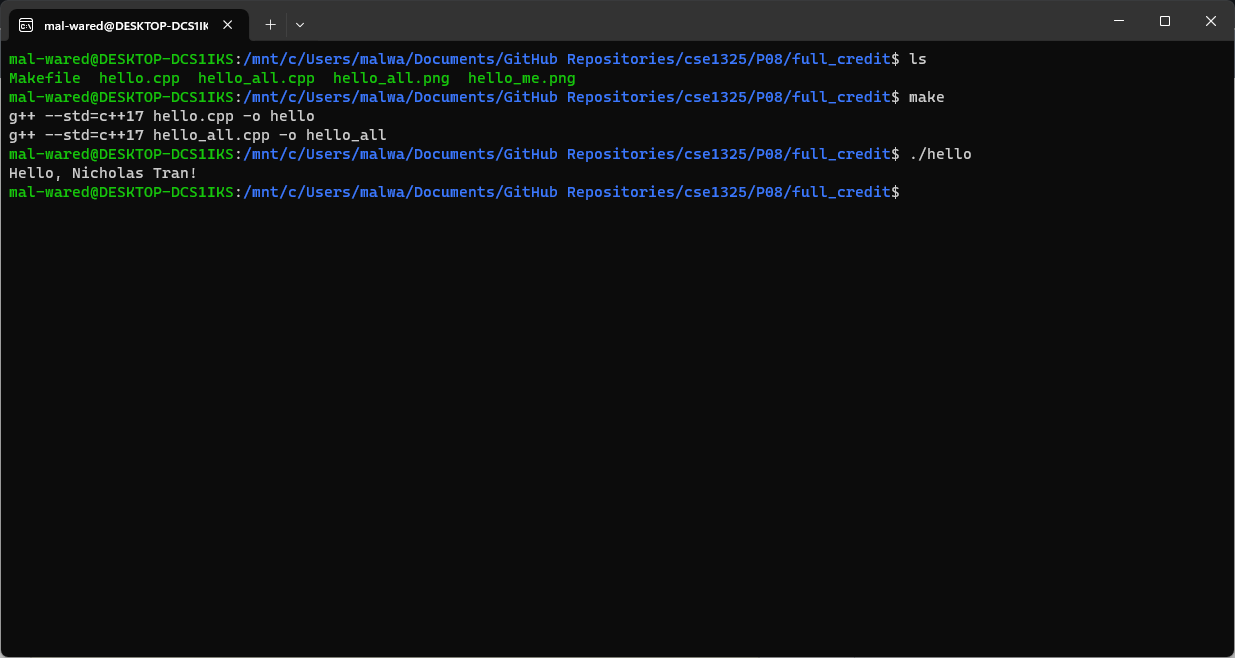 mal-wared@DESKTOP-DCS1IK
mal-wared@DESKTOP-DCS1IKS:/mnt/c/Users/malwa/Documents/GitHub Repositories/cse1325/P08/full_credit$ ls
Makefile  hello.cpp  hello_all.cpp  hello_all.png  hello_me.png
mal-wared@DESKTOP-DCS1IKS:/mnt/c/Users/malwa/Documents/GitHub Repositories/cse1325/P08/full_credit$ make
g++ --std=c++17 hello.cpp -o hello
g++ --std=c++17 hello_all.cpp -o hello_all
mal-wared@DESKTOP-DCS1IKS:/mnt/c/Users/malwa/Documents/GitHub Repositories/cse1325/P08/full_credit$ ./hello
Hello, Nicholas Tran!
mal-wared@DESKTOP-DCS1IKS:/mnt/c/Users/malwa/Documents/GitHub Repositories/cse1325/P08/full_credit$